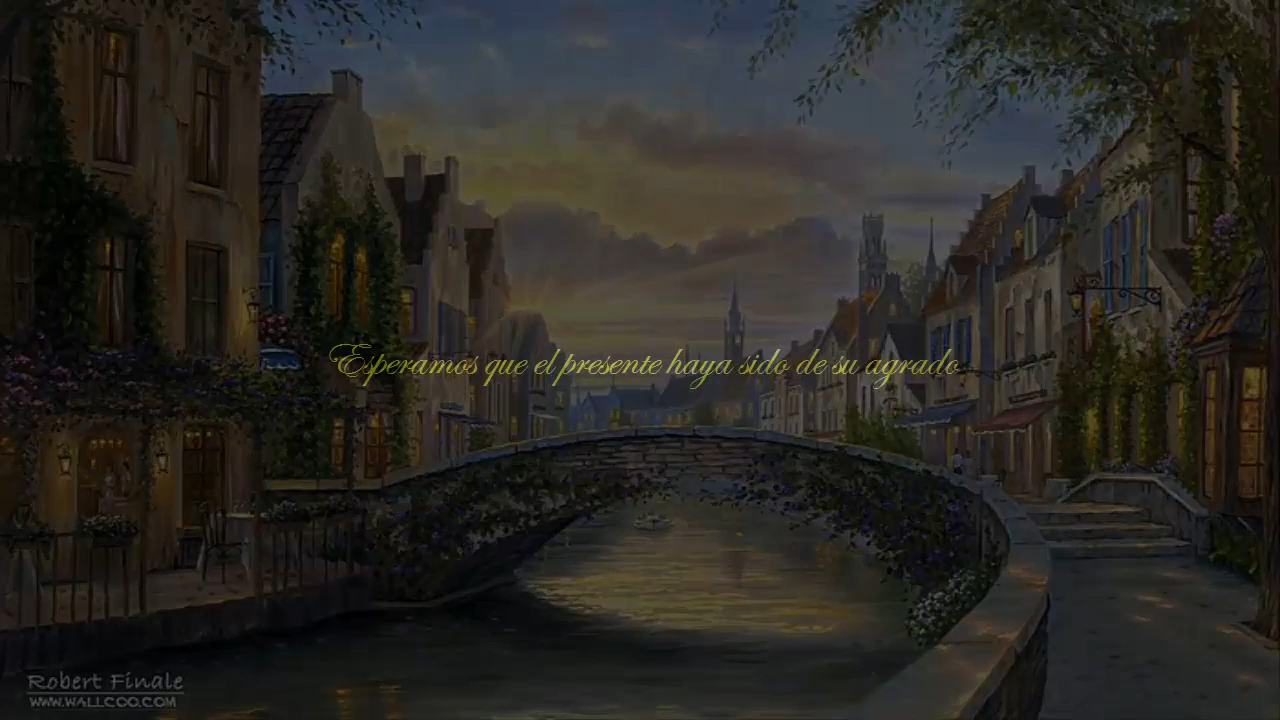 Esperamos que el presente haya sido de su agrado
Robert Finale
WWW.WALLCOO.COM